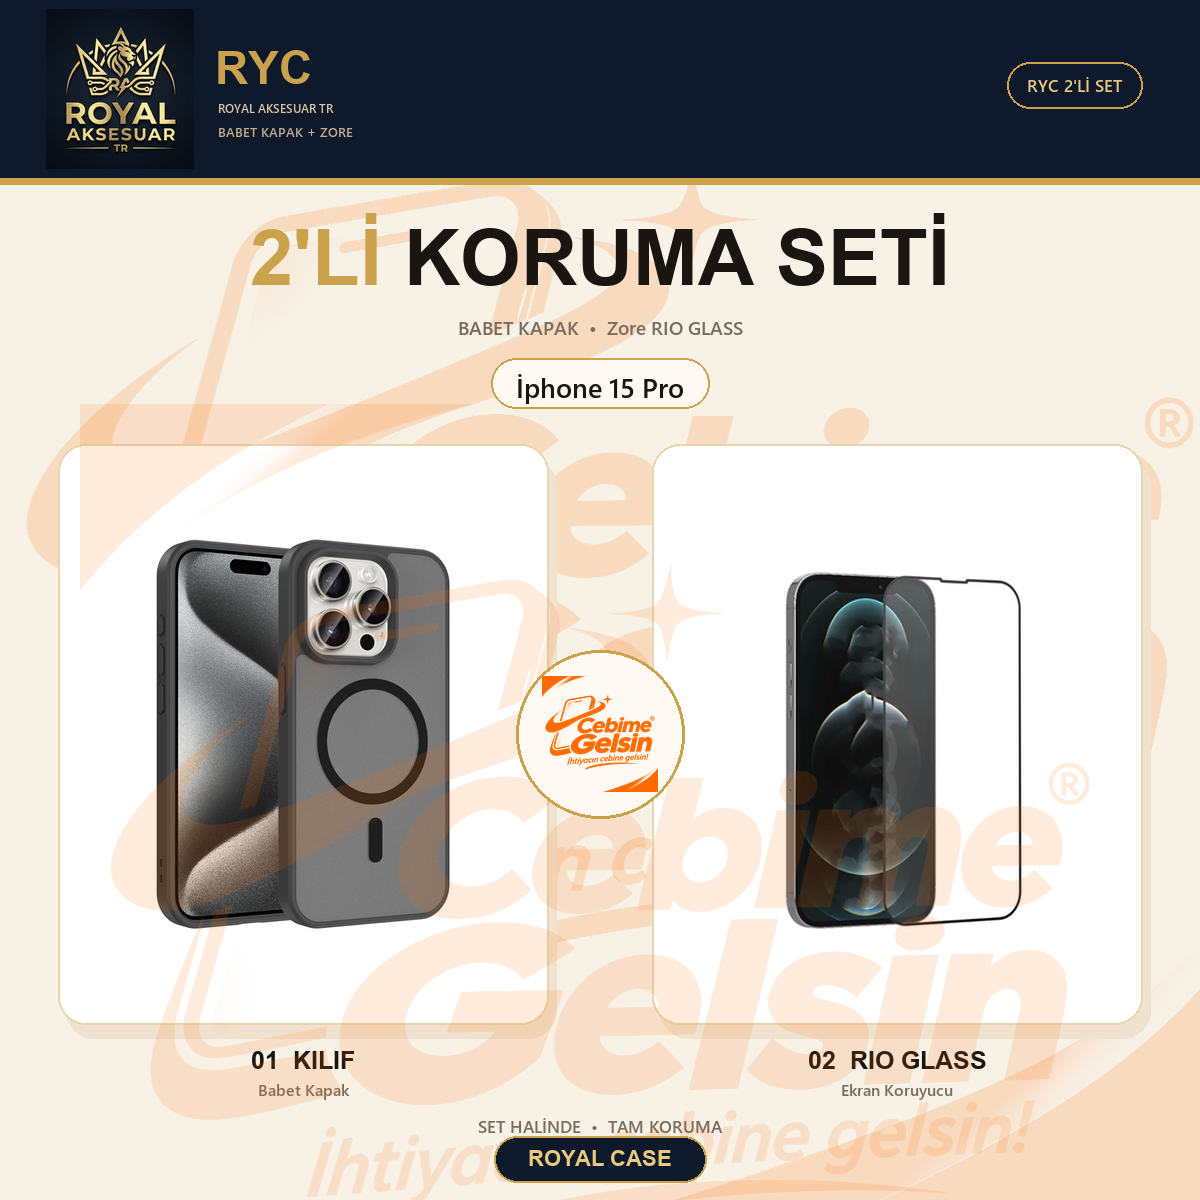 ROYAL
AKSESUAR
TR
RYC
ROYAL AKSESUAR TR
BABET KAPAK + ZORE
RYC 2'Lİ SET
2'Lİ KORUMA SETİ
BABET KAPAK • Zore RIO GLASS
İphone 15 Pro
Cebime®
Gelsin
İhtiyacın cebine gelsin!
Cebime®
Gelsin
01 KILIF
Babet Kapak
02 RIO GLASS
Ekran Koruyucu
SET HALİNDE • TAM KORUMA
ROYAL CASE